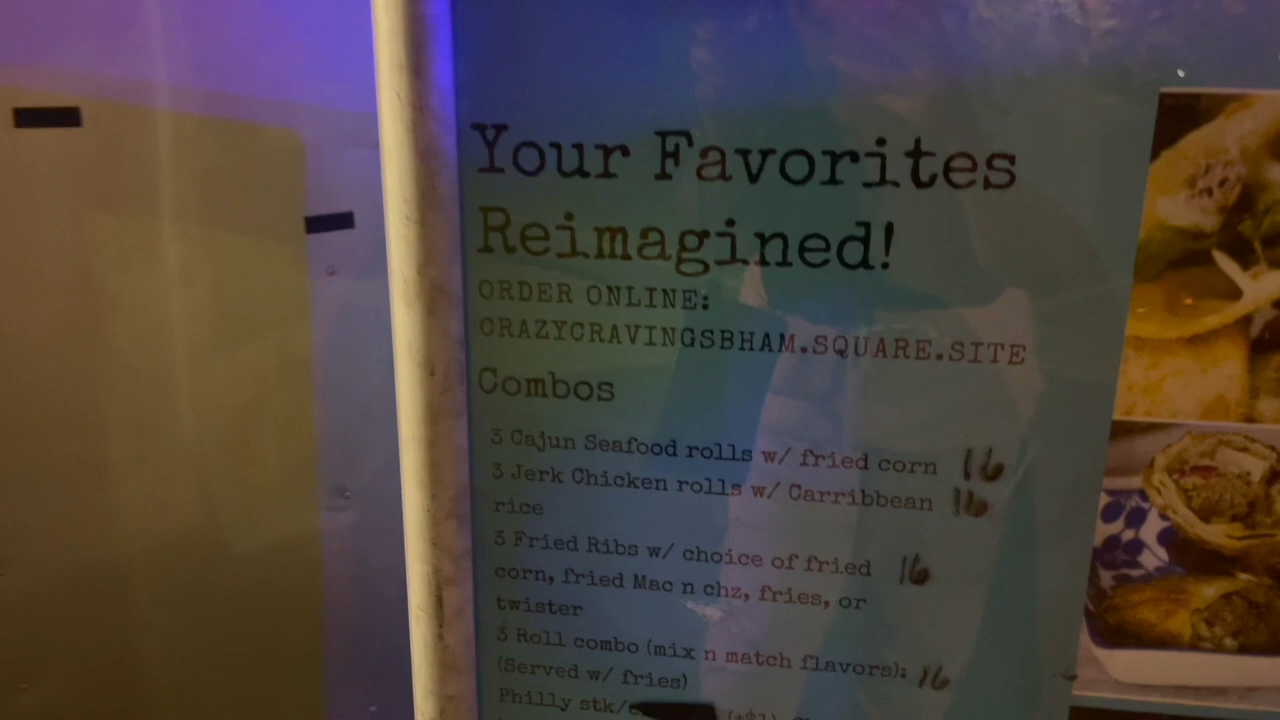 Your Favorites
Reimagined!
ORDER ONLINE:
CRAZYCRAVINGSBHAM.SQUARE.SITE
Combos
3 Cajun Seafood rolls w/ fried corn 16
3 Jerk Chicken rolls w/ Carribbean 16
rice
3 Fried Ribs w/ choice of fried 16
corn, fried Mac n chz, fries, or
twister
3 Roll combo (mix n match flavors): 16
(Served w/ fries)
Philly stk/ (+$1)